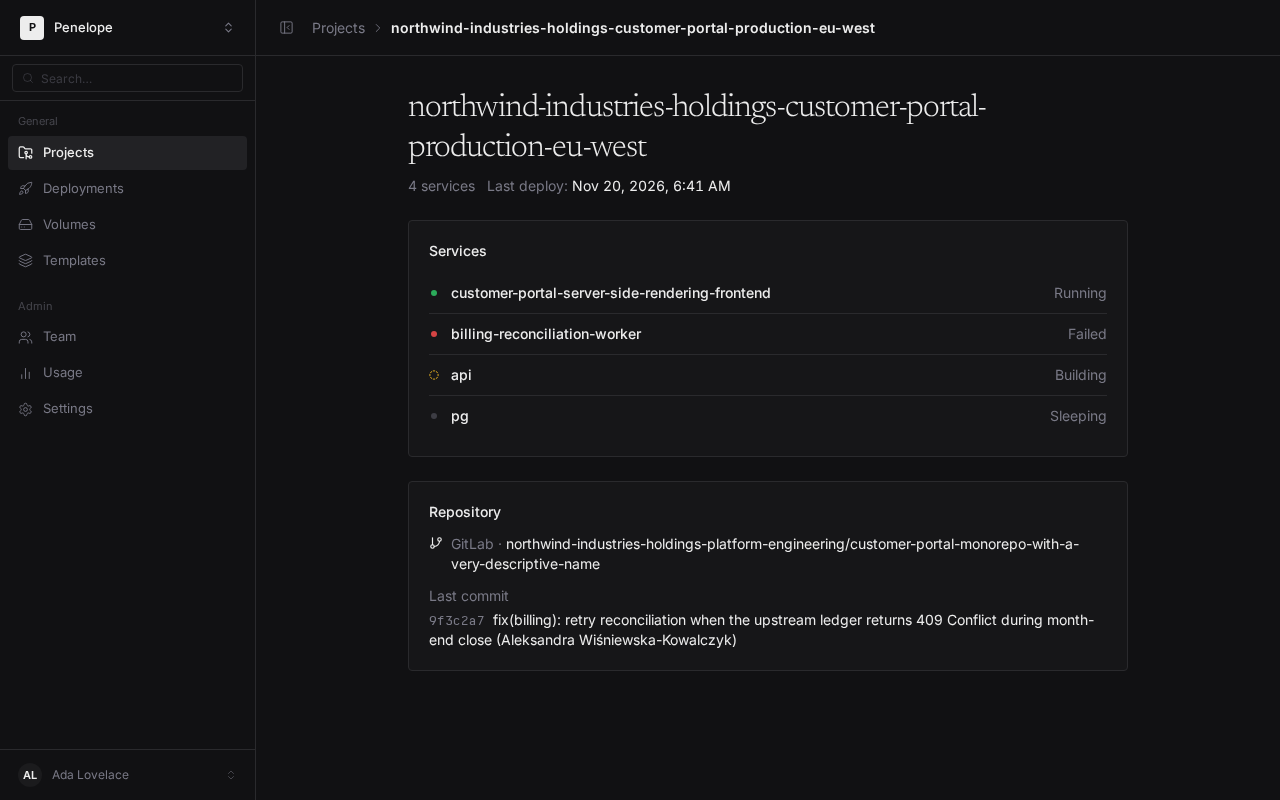 P Penelope
Search...
General
Projects
Deployments
Volumes
Templates
Admin
Team
Usage
Settings
AL Ada Lovelace
Projects northwind-industries-holdings-customer-portal-production-eu-west
northwind-industries-holdings-customer-portal-
production-eu-west
4 services Last deploy: Nov 20, 2026, 6:41 AM
Services
customer-portal-server-side-rendering-frontend Running
billing-reconciliation-worker Failed
api Building
pg Sleeping
Repository
GitLab · northwind-industries-holdings-platform-engineering/customer-portal-monorepo-with-a-
very-descriptive-name
Last commit
9f3c2a7 fix(billing): retry reconciliation when the upstream ledger returns 409 Conflict during month-
end close (Aleksandra Wiśniewska-Kowalczyk)